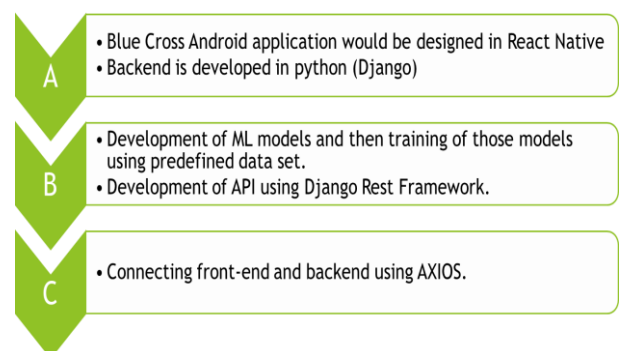 A
• Blue Cross Android application would be designed in React Native
• Backend is developed in python (Django)
B
• Development of ML models and then training of those models
using predefined data set.
• Development of API using Django Rest Framework.
C
• Connecting front-end and backend using AXIOS.